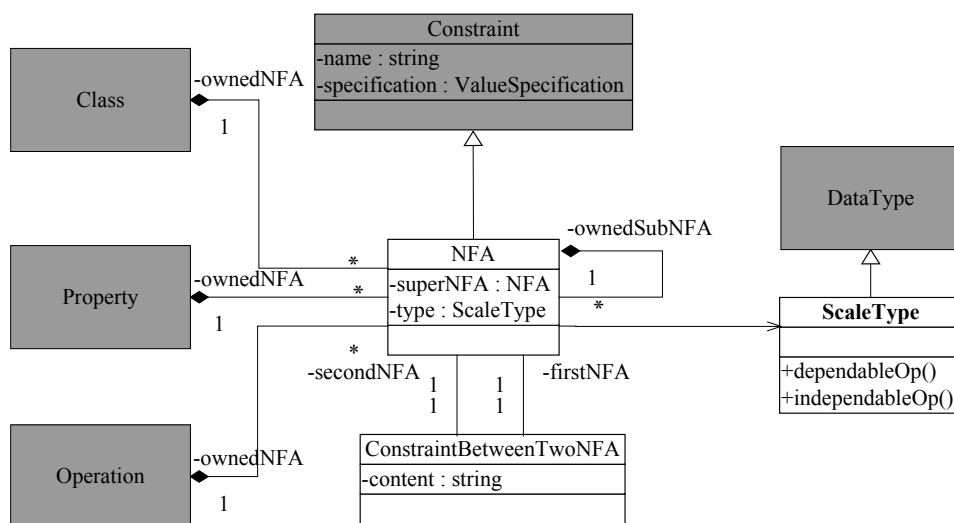 Constraint
-name : string
-specification : ValueSpecification
Class
-ownedNFA
1
*
DataType
-ownedSubNFA
1
*
NFA
-superNFA : NFA
-type : ScaleType
Property
-ownedNFA
1
*
ScaleType
+dependableOp()
+independableOp()
*
-secondNFA
-firstNFA
1
1
1
1
ConstraintBetweenTwoNFA
-content : string
Operation
-ownedNFA
1